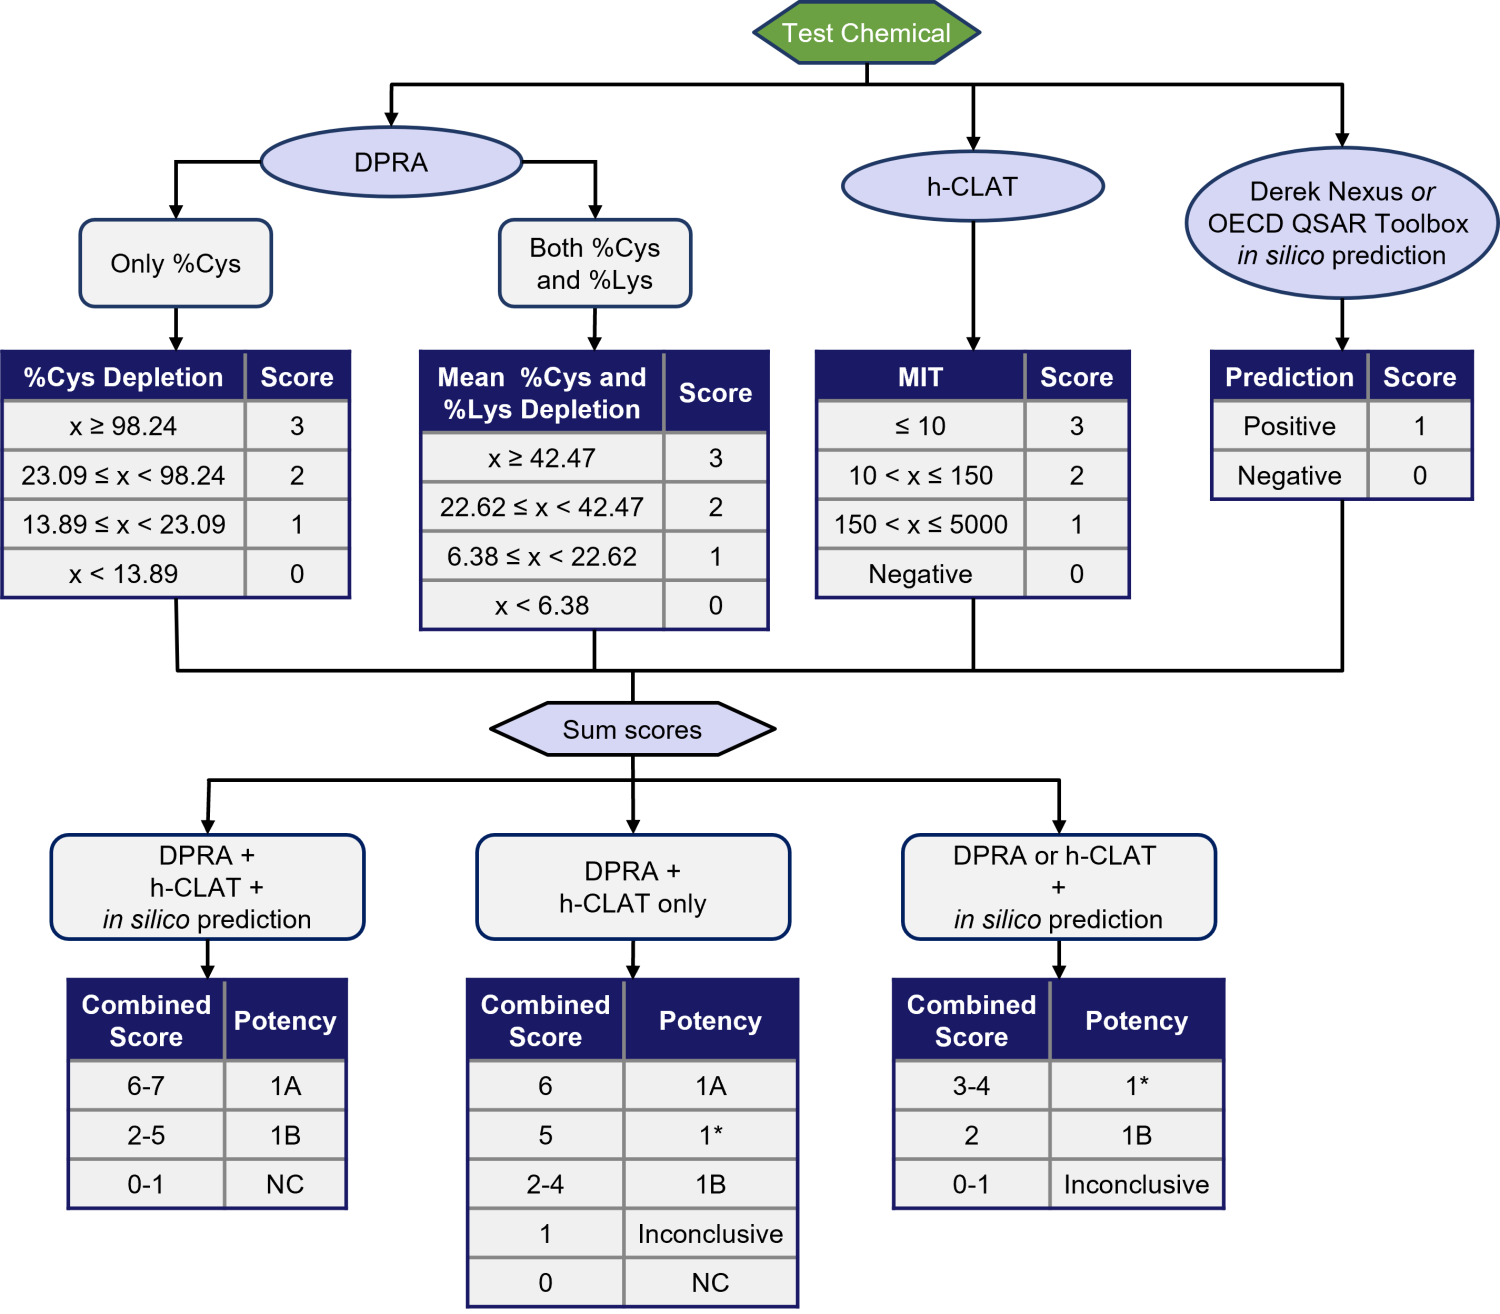 Test Chemical
DPRA
h-CLAT
Derek Nexus or
OECD QSAR Toolbox
in silico prediction
Only %Cys
Both %Cys
and %Lys
%Cys Depletion Score
x ≥ 98.24 3
23.09 ≤ x < 98.24 2
13.89 ≤ x < 23.09 1
x < 13.89 0
Mean %Cys and
%Lys Depletion
Score
x ≥ 42.47 3
22.62 ≤ x < 42.47 2
6.38 ≤ x < 22.62 1
x < 6.38 0
MIT Score
≤ 10 3
10 < x ≤ 150 2
150 < x ≤ 5000 1
Negative 0
Prediction Score
Positive 1
Negative 0
Sum scores
DPRA +
h-CLAT +
in silico prediction
Combined
Score
Potency
6-7 1A
2-5 1B
0-1 NC
DPRA +
h-CLAT only
Combined
Score
Potency
6 1A
5 1*
2-4 1B
1 Inconclusive
0 NC
DPRA or h-CLAT
+
in silico prediction
Combined
Score
Potency
3-4 1*
2 1B
0-1 Inconclusive